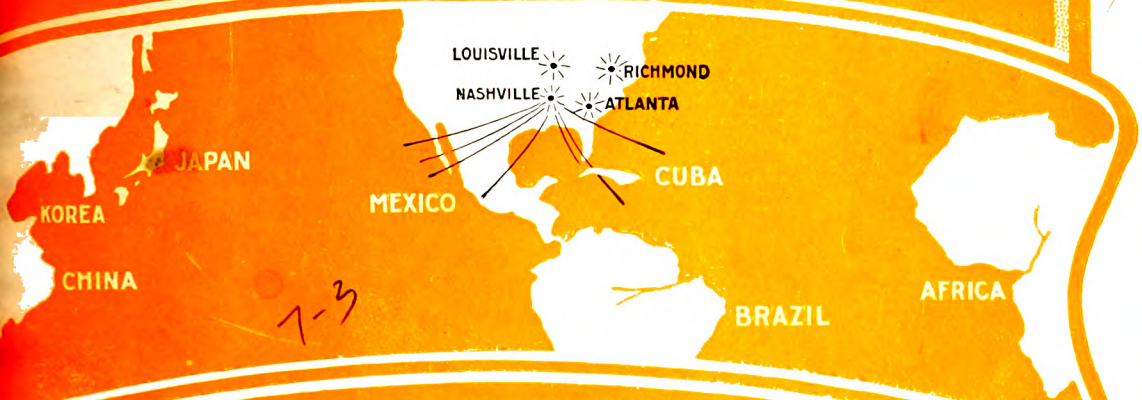 LOUISVILLE
RICHMOND
NASHVILLE
ATLANTA
JAPAN
CUBA
MEXICO
KOREA
CHINA
AFRICA
BRAZIL
7-3